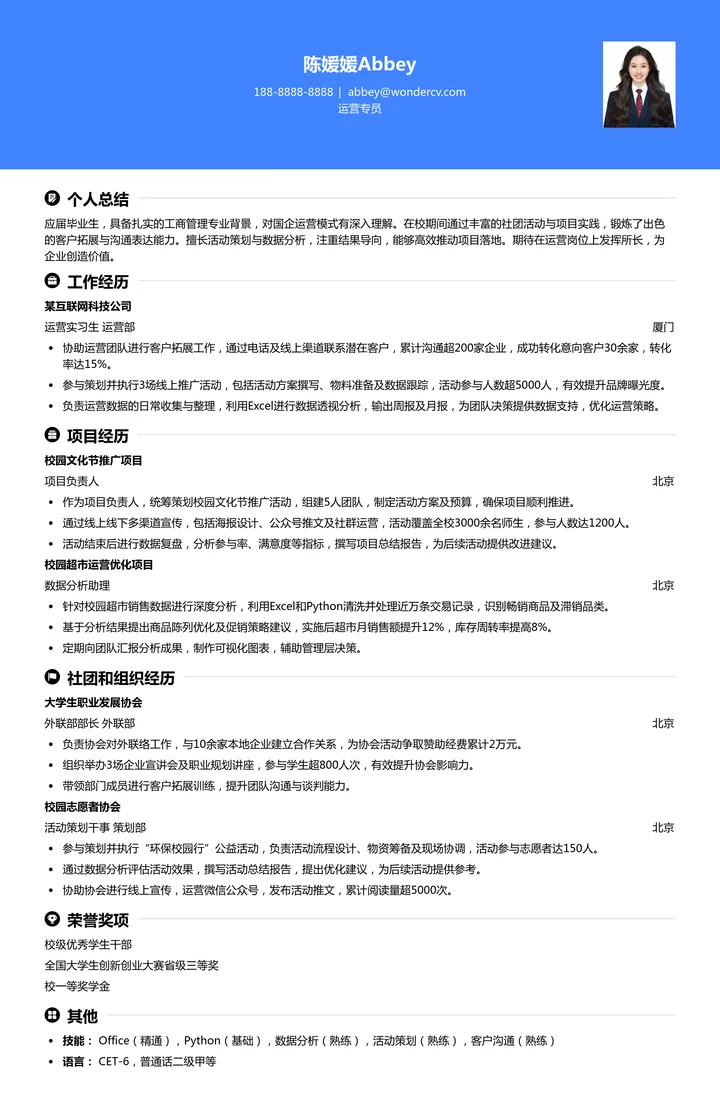 陈媛媛Abbey
188-8888-8888 | abbey@wondercv.com
运营专员
个人总结
应届毕业生，具备扎实的工商管理专业背景，对国企运营模式有深入理解。在校期间通过丰富的社团活动与项目实践，锻炼了出色
的客户拓展与沟通表达能力。擅长活动策划与数据分析，注重结果导向，能够高效推动项目落地。期待在运营岗位上发挥所长，为
企业创造价值。
工作经历
某互联网科技公司
运营实习生 运营部 厦门
• 协助运营团队进行客户拓展工作，通过电话及线上渠道联系潜在客户，累计沟通超200家企业，成功转化意向客户30余家，转化
率达15%。
• 参与策划并执行3场线上推广活动，包括活动方案撰写、物料准备及数据跟踪，活动参与人数超5000人，有效提升品牌曝光度。
• 负责运营数据的日常收集与整理，利用Excel进行数据透视分析，输出周报及月报，为团队决策提供数据支持，优化运营策略。
项目经历
校园文化节推广项目
项目负责人 北京
• 作为项目负责人，统筹策划校园文化节推广活动，组建5人团队，制定活动方案及预算，确保项目顺利推进。
• 通过线上线下多渠道宣传，包括海报设计、公众号推文及社群运营，活动覆盖全校3000余名师生，参与人数达1200人。
• 活动结束后进行数据复盘，分析参与率、满意度等指标，撰写项目总结报告，为后续活动提供改进建议。
校园超市运营优化项目
数据分析助理 北京
• 针对校园超市销售数据进行深度分析，利用Excel和Python清洗并处理近万条交易记录，识别畅销商品及滞销品类。
• 基于分析结果提出商品陈列优化及促销策略建议，实施后超市月销售额提升12%，库存周转率提高8%。
• 定期向团队汇报分析成果，制作可视化图表，辅助管理层决策。
社团和组织经历
大学生职业发展协会
外联部部长 外联部 北京
• 负责协会对外联络工作，与10余家本地企业建立合作关系，为协会活动争取赞助经费累计2万元。
• 组织举办3场企业宣讲会及职业规划讲座，参与学生超800人次，有效提升协会影响力。
• 带领部门成员进行客户拓展训练，提升团队沟通与谈判能力。
校园志愿者协会
活动策划干事 策划部 北京
• 参与策划并执行“环保校园行”公益活动，负责活动流程设计、物资筹备及现场协调，活动参与志愿者达150人。
• 通过数据分析评估活动效果，撰写活动总结报告，提出优化建议，为后续活动提供参考。
• 协助协会进行线上宣传，运营微信公众号，发布活动推文，累计阅读量超5000次。
荣誉奖项
校级优秀学生干部
全国大学生创新创业大赛省级三等奖
校一等奖学金
其他
• 技能： Office（精通），Python（基础），数据分析（熟练），活动策划（熟练），客户沟通（熟练）
• 语言： CET-6，普通话二级甲等